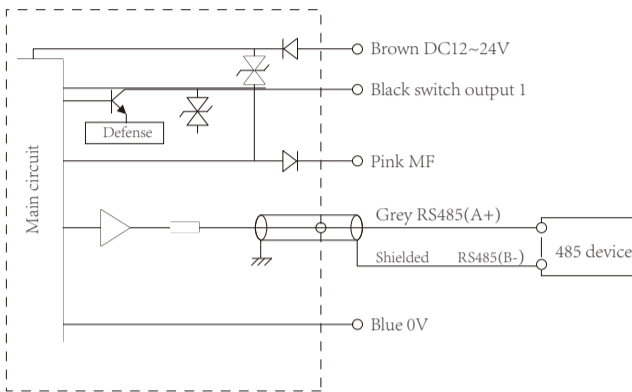 Brown DC12~24V
Black switch output 1
Defense
Pink MF
Main circuit
Grey RS485(A+)
Shielded RS485(B-)
485 device
Blue 0V